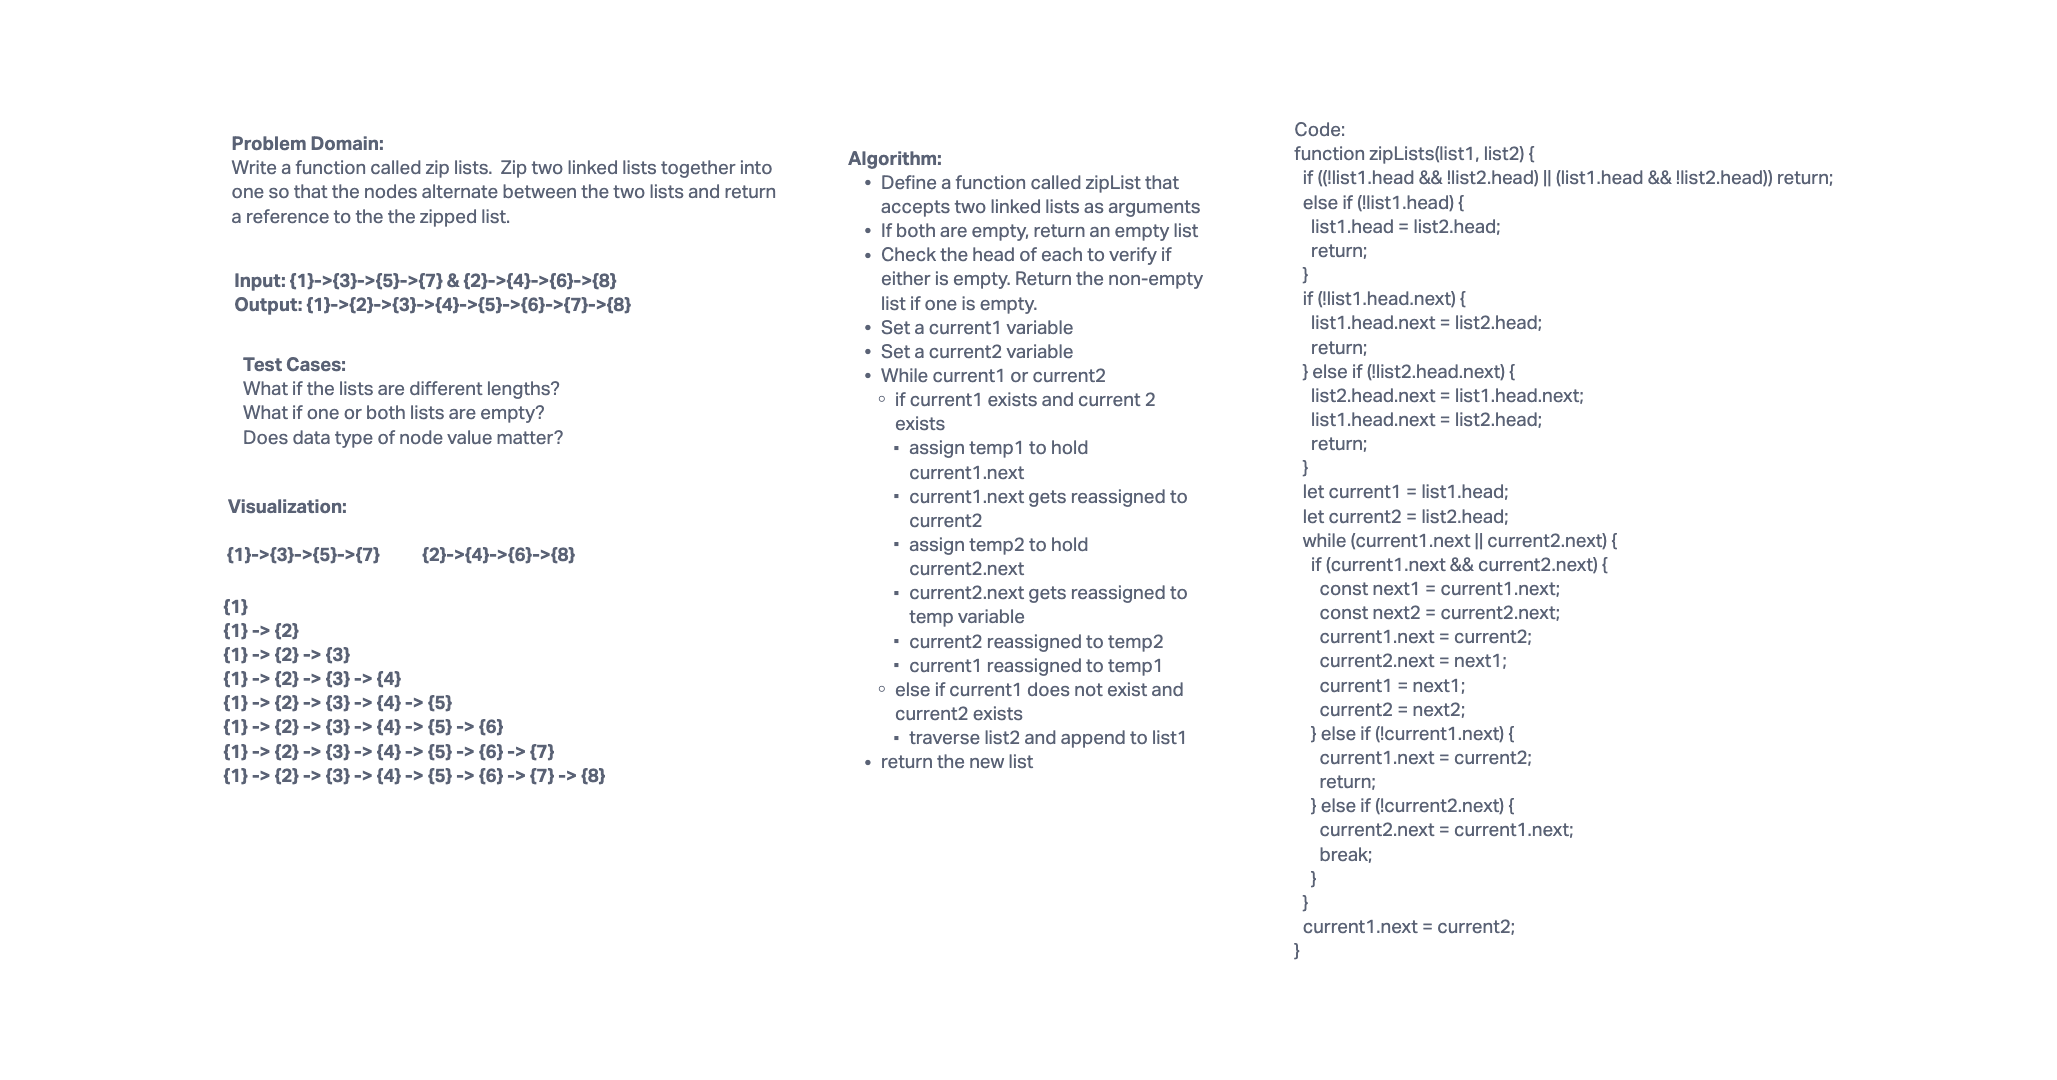 Problem Domain:
Write a function called zip lists.  Zip two linked lists together into
one so that the nodes alternate between the two lists and return
a reference to the the zipped list.
Input: {1}->{3}->{5}->{7} & {2}->{4}->{6}->{8}
Output: {1}->{2}->{3}->{4}->{5}->{6}->{7}->{8}
Test Cases:
What if the lists are different lengths?
What if one or both lists are empty?
Does data type of node value matter?
Visualization:
{1}->{3}->{5}->{7}        {2}->{4}->{6}->{8}
{1}
{1} -> {2}
{1} -> {2} -> {3}
{1} -> {2} -> {3} -> {4}
{1} -> {2} -> {3} -> {4} -> {5}
{1} -> {2} -> {3} -> {4} -> {5} -> {6}
{1} -> {2} -> {3} -> {4} -> {5} -> {6} -> {7}
{1} -> {2} -> {3} -> {4} -> {5} -> {6} -> {7} -> {8}
Algorithm:
• Define a function called zipList that
accepts two linked lists as arguments
• If both are empty, return an empty list
• Check the head of each to verify if
either is empty. Return the non-empty
list if one is empty.
• Set a current1 variable
• Set a current2 variable
• While current1 or current2
◦ if current1 exists and current 2
exists
▪ assign temp1 to hold
current1.next
▪ current1.next gets reassigned to
current2
▪ assign temp2 to hold
current2.next
▪ current2.next gets reassigned to
temp variable
▪ current2 reassigned to temp2
▪ current1 reassigned to temp1
◦ else if current1 does not exist and
current2 exists
▪ traverse list2 and append to list1
• return the new list
Code:
function zipLists(list1, list2) {
  if ((!list1.head && !list2.head) || (list1.head && !list2.head)) return;
  else if (!list1.head) {
    list1.head = list2.head;
    return;
  }
  if (!list1.head.next) {
    list1.head.next = list2.head;
    return;
  } else if (!list2.head.next) {
    list2.head.next = list1.head.next;
    list1.head.next = list2.head;
    return;
  }
  let current1 = list1.head;
  let current2 = list2.head;
  while (current1.next || current2.next) {
    if (current1.next && current2.next) {
      const next1 = current1.next;
      const next2 = current2.next;
      current1.next = current2;
      current2.next = next1;
      current1 = next1;
      current2 = next2;
    } else if (!current1.next) {
      current1.next = current2;
      return;
    } else if (!current2.next) {
      current2.next = current1.next;
      break;
    }
  }
  current1.next = current2;
}